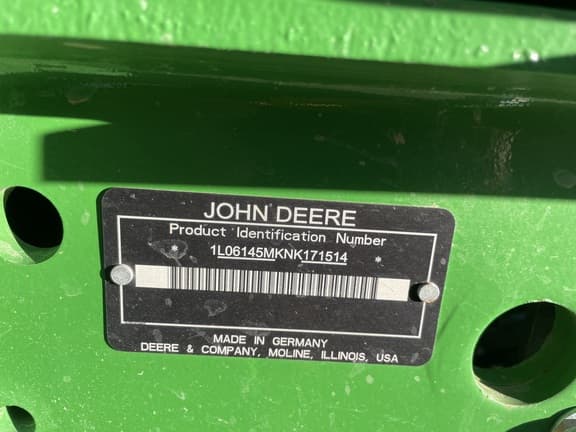 JOHN DEERE
Product Identification Number
* 1L06145MKNK171514 *
MADE IN GERMANY
DEERE & COMPANY, MOLINE, ILLINOIS, USA